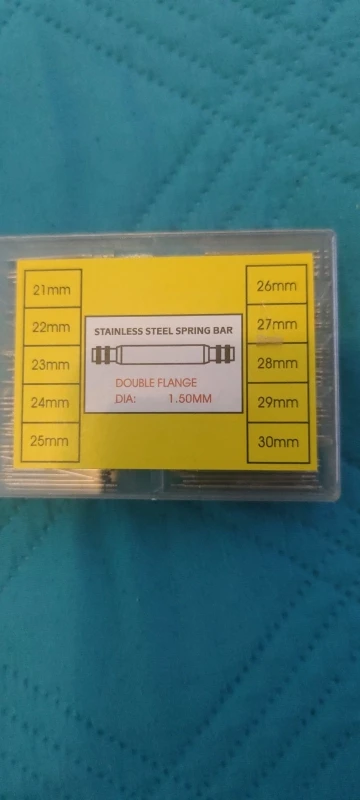 21mm
22mm
23mm
24mm
25mm
STAINLESS STEEL SPRING BAR
DOUBLE FLANGE
DIA: 1.50MM
26mm
27mm
28mm
29mm
30mm